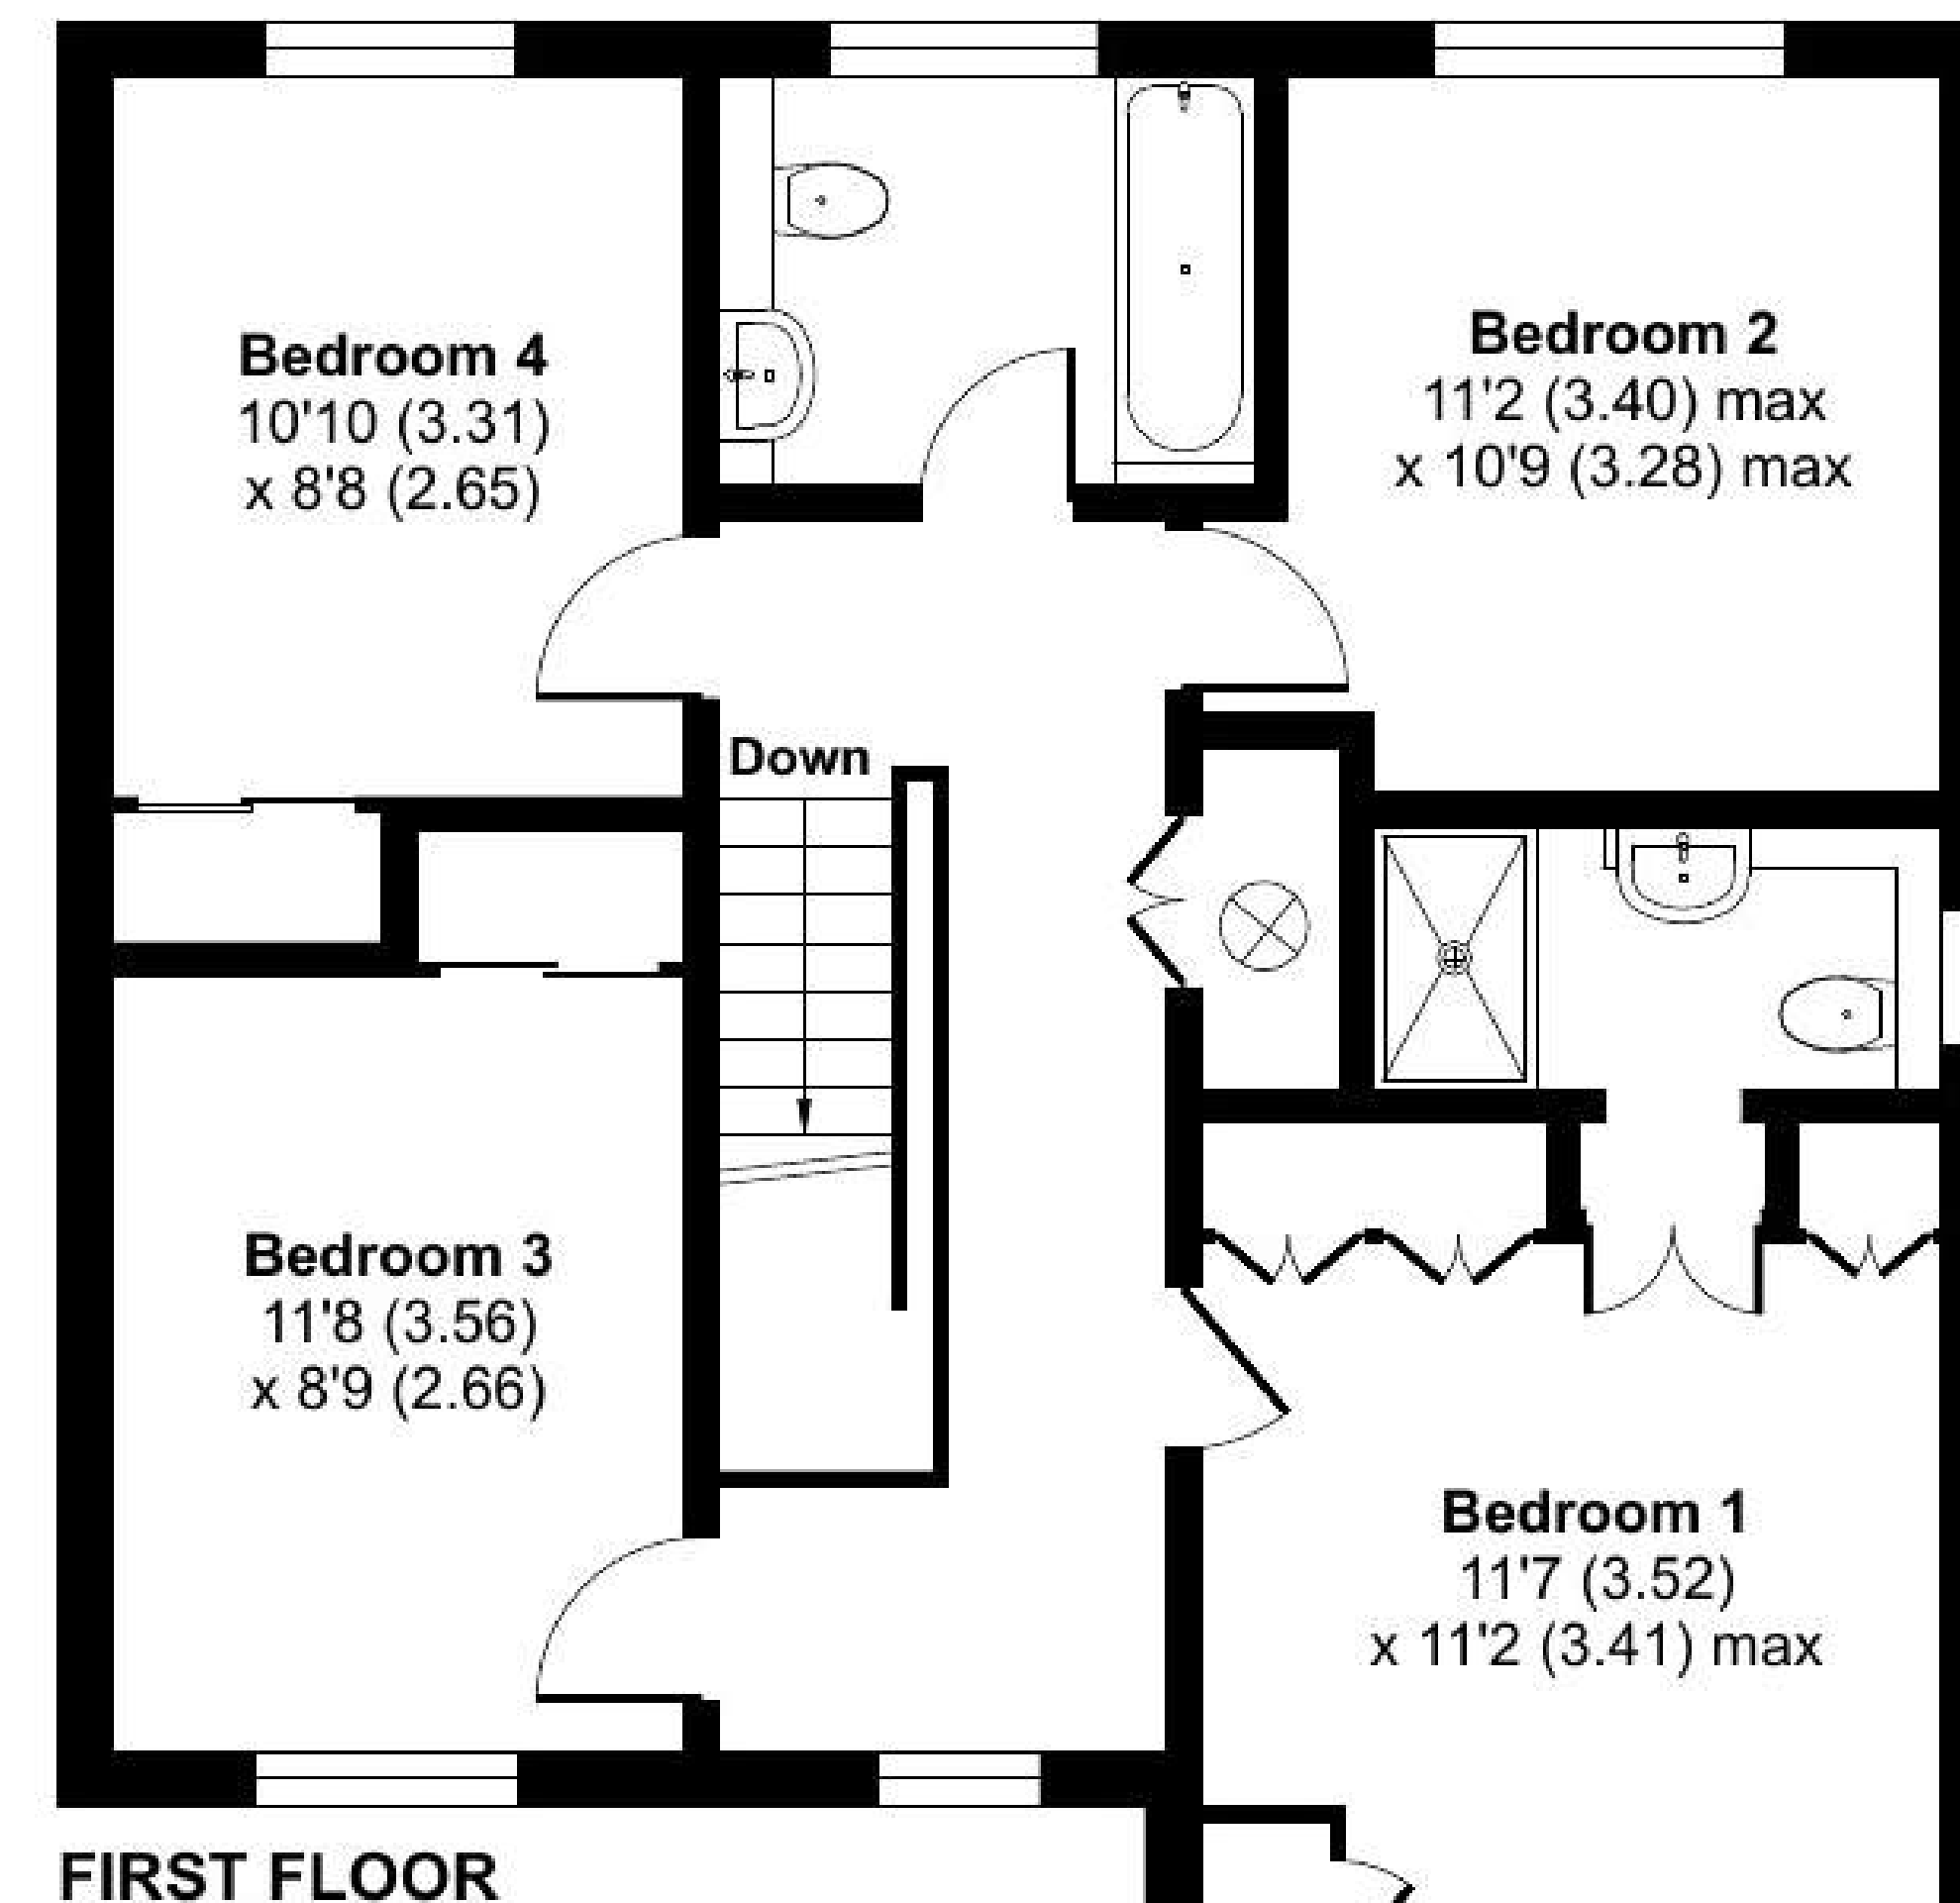 Bedroom 4
10'10 (3.31)
x 8'8 (2.65)
Bedroom 2
11'2 (3.40) max
x 10'9 (3.28) max
Down
Bedroom 3
11'8 (3.56)
x 8'9 (2.66)
Bedroom 1
11'7 (3.52)
x 11'2 (3.41) max
FIRST FLOOR